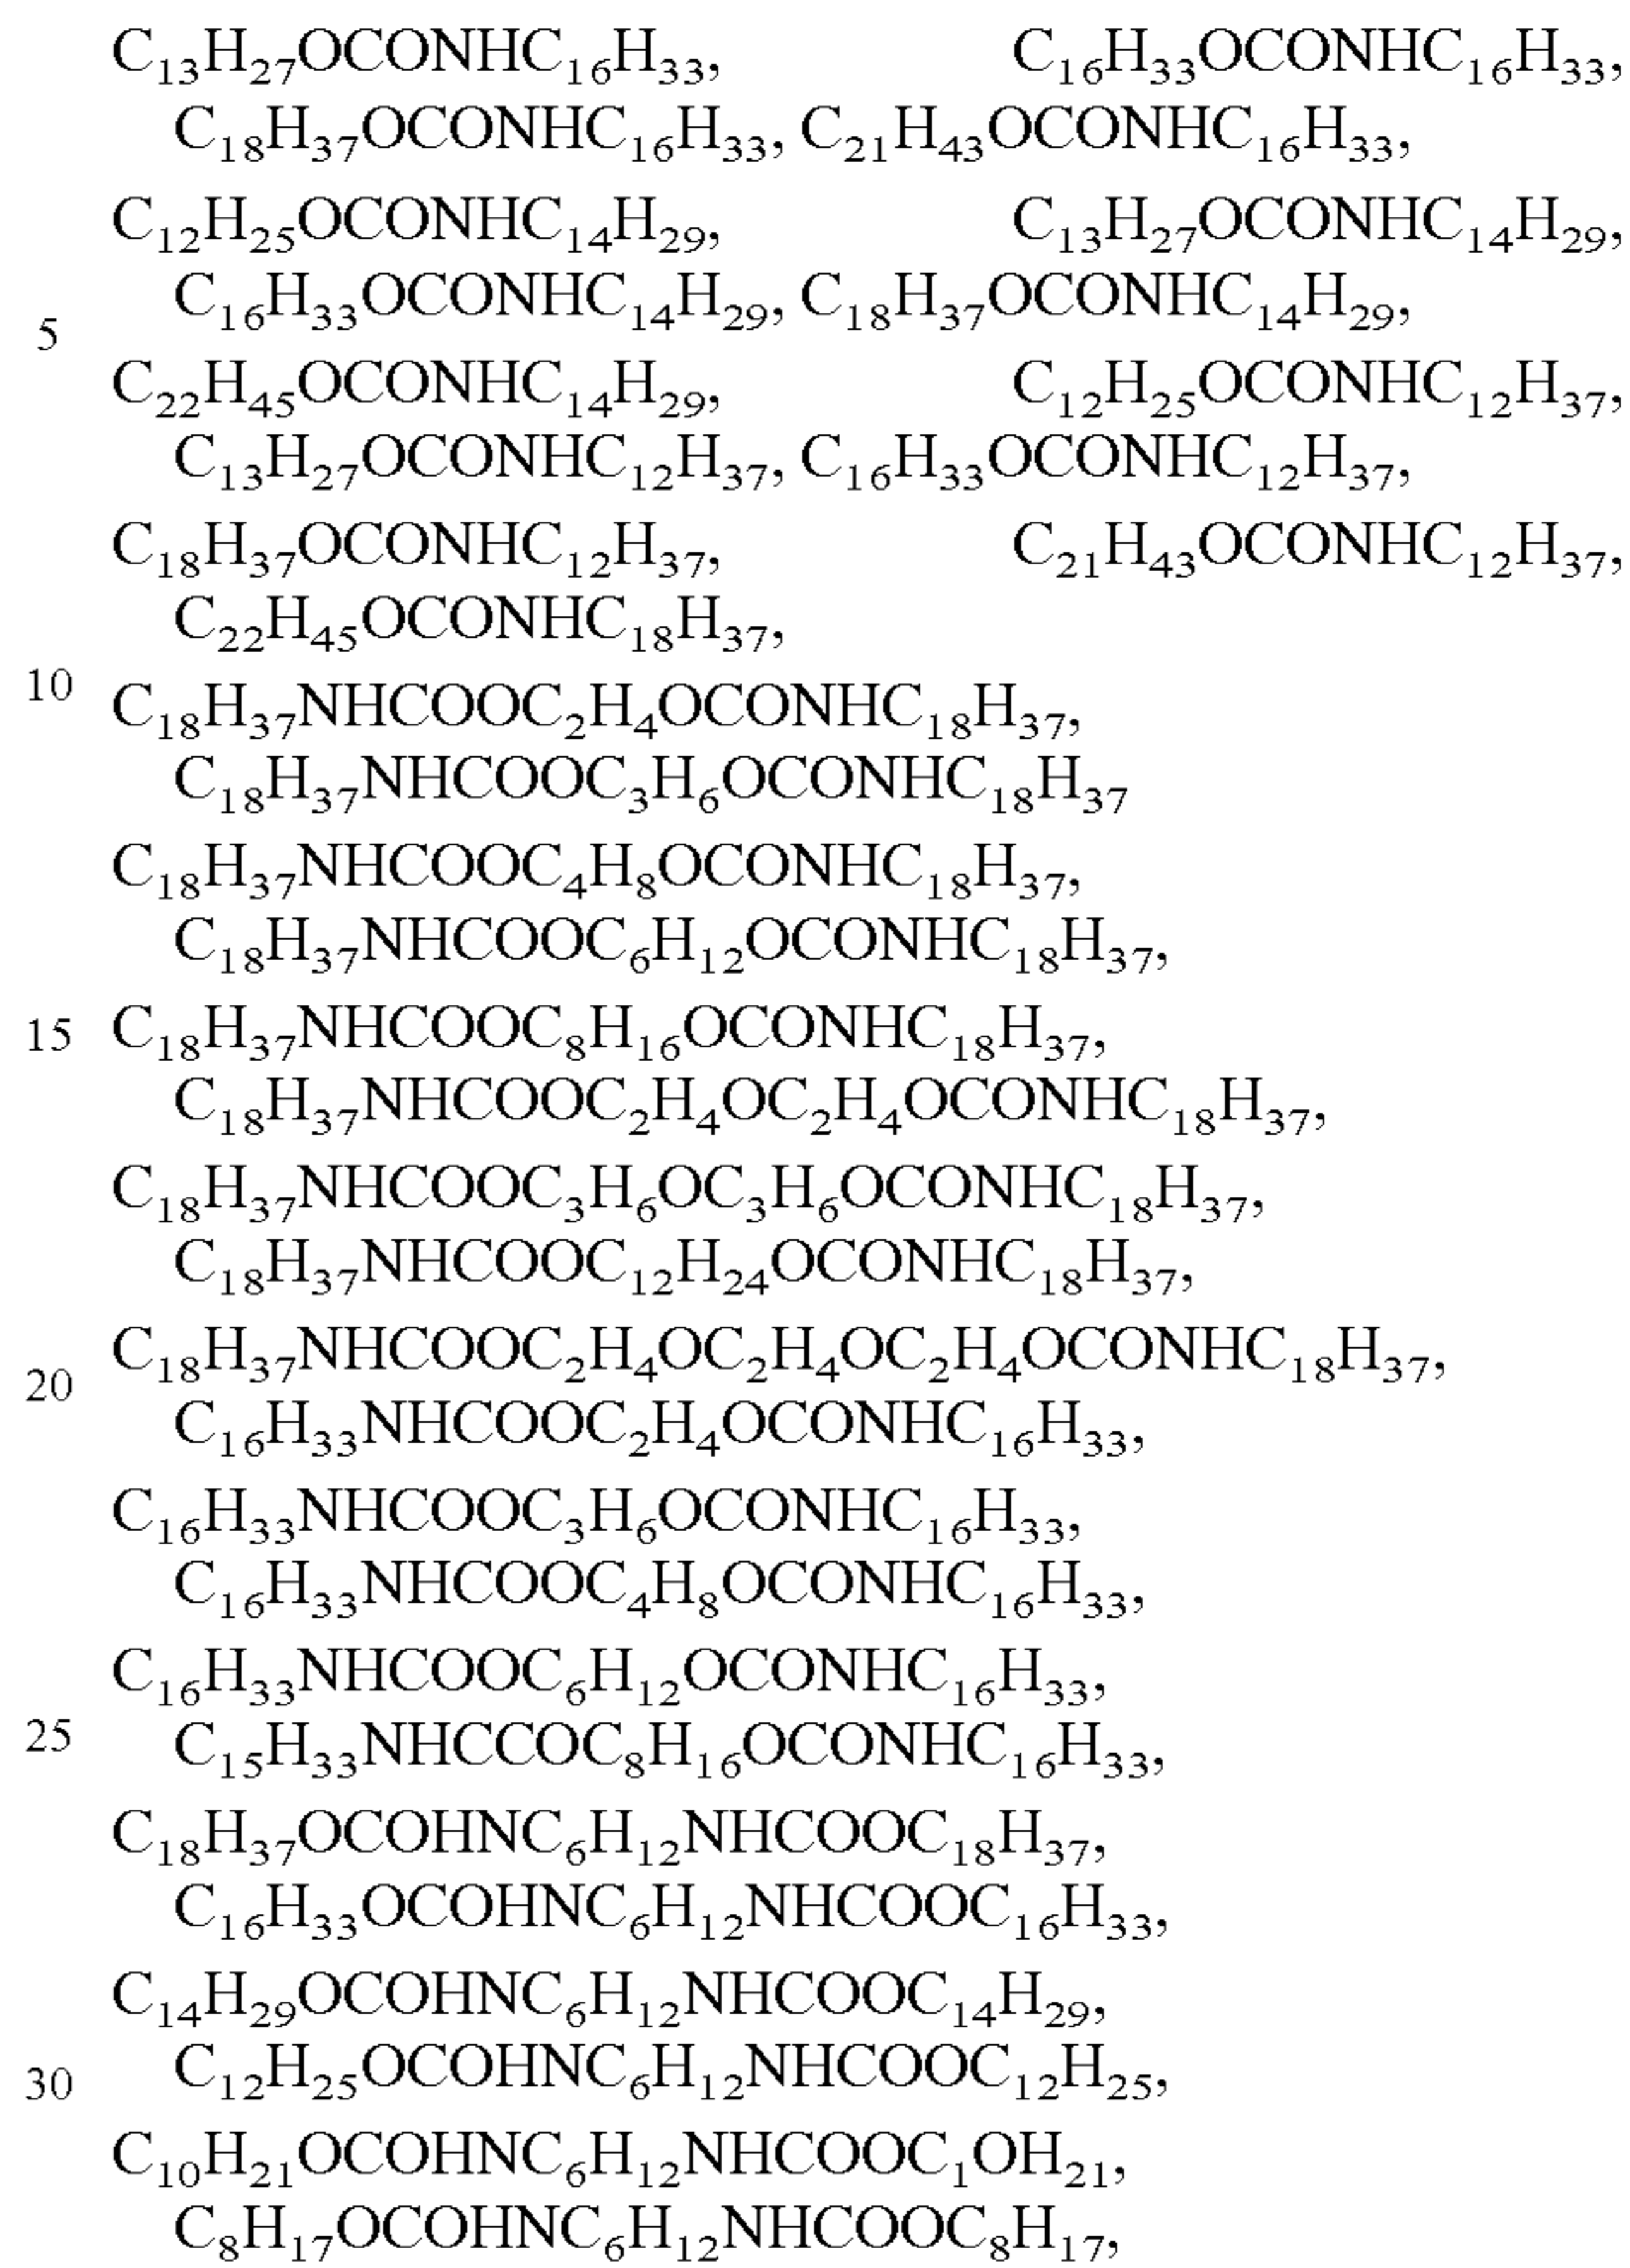 C₁₃H₂₇OCONHC₁₆H₃₃, C₁₆H₃₃OCONHC₁₆H₃₃,
C₁₈H₃₇OCONHC₁₆H₃₃, C₂₁H₄₃OCONHC₁₆H₃₃,
C₁₂H₂₅OCONHC₁₄H₂₉, C₁₃H₂₇OCONHC₁₄H₂₉,
5 C₁₆H₃₃OCONHC₁₄H₂₉, C₁₈H₃₇OCONHC₁₄H₂₉,
C₂₂H₄₅OCONHC₁₄H₂₉, C₁₂H₂₅OCONHC₁₂H₃₇,
C₁₃H₂₇OCONHC₁₂H₃₇, C₁₆H₃₃OCONHC₁₂H₃₇,
C₁₈H₃₇OCONHC₁₂H₃₇, C₂₁H₄₃OCONHC₁₂H₃₇,
C₂₂H₄₅OCONHC₁₈H₃₇,
10 C₁₈H₃₇NHCOOC₂H₄OCONHC₁₈H₃₇,
C₁₈H₃₇NHCOOC₃H₆OCONHC₁₈H₃₇
C₁₈H₃₇NHCOOC₄H₈OCONHC₁₈H₃₇,
C₁₈H₃₇NHCOOC₆H₁₂OCONHC₁₈H₃₇,
15 C₁₈H₃₇NHCOOC₈H₁₆OCONHC₁₈H₃₇,
C₁₈H₃₇NHCOOC₂H₄OC₂H₄OCONHC₁₈H₃₇,
C₁₈H₃₇NHCOOC₃H₆OC₃H₆OCONHC₁₈H₃₇,
C₁₈H₃₇NHCOOC₁₂H₂₄OCONHC₁₈H₃₇,
20 C₁₈H₃₇NHCOOC₂H₄OC₂H₄OC₂H₄OCONHC₁₈H₃₇,
C₁₆H₃₃NHCOOC₂H₄OCONHC₁₆H₃₃,
C₁₆H₃₃NHCOOC₃H₆OCONHC₁₆H₃₃,
C₁₆H₃₃NHCOOC₄H₈OCONHC₁₆H₃₃,
C₁₆H₃₃NHCOOC₆H₁₂OCONHC₁₆H₃₃,
25 C₁₅H₃₃NHCCOC₈H₁₆OCONHC₁₆H₃₃,
C₁₈H₃₇OCOHNC₆H₁₂NHCOOC₁₈H₃₇,
C₁₆H₃₃OCOHNC₆H₁₂NHCOOC₁₆H₃₃,
C₁₄H₂₉OCOHNC₆H₁₂NHCOOC₁₄H₂₉,
30 C₁₂H₂₅OCOHNC₆H₁₂NHCOOC₁₂H₂₅,
C₁₀H₂₁OCOHNC₆H₁₂NHCOOC₁OH₂₁,
C₈H₁₇OCOHNC₆H₁₂NHCOOC₈H₁₇,